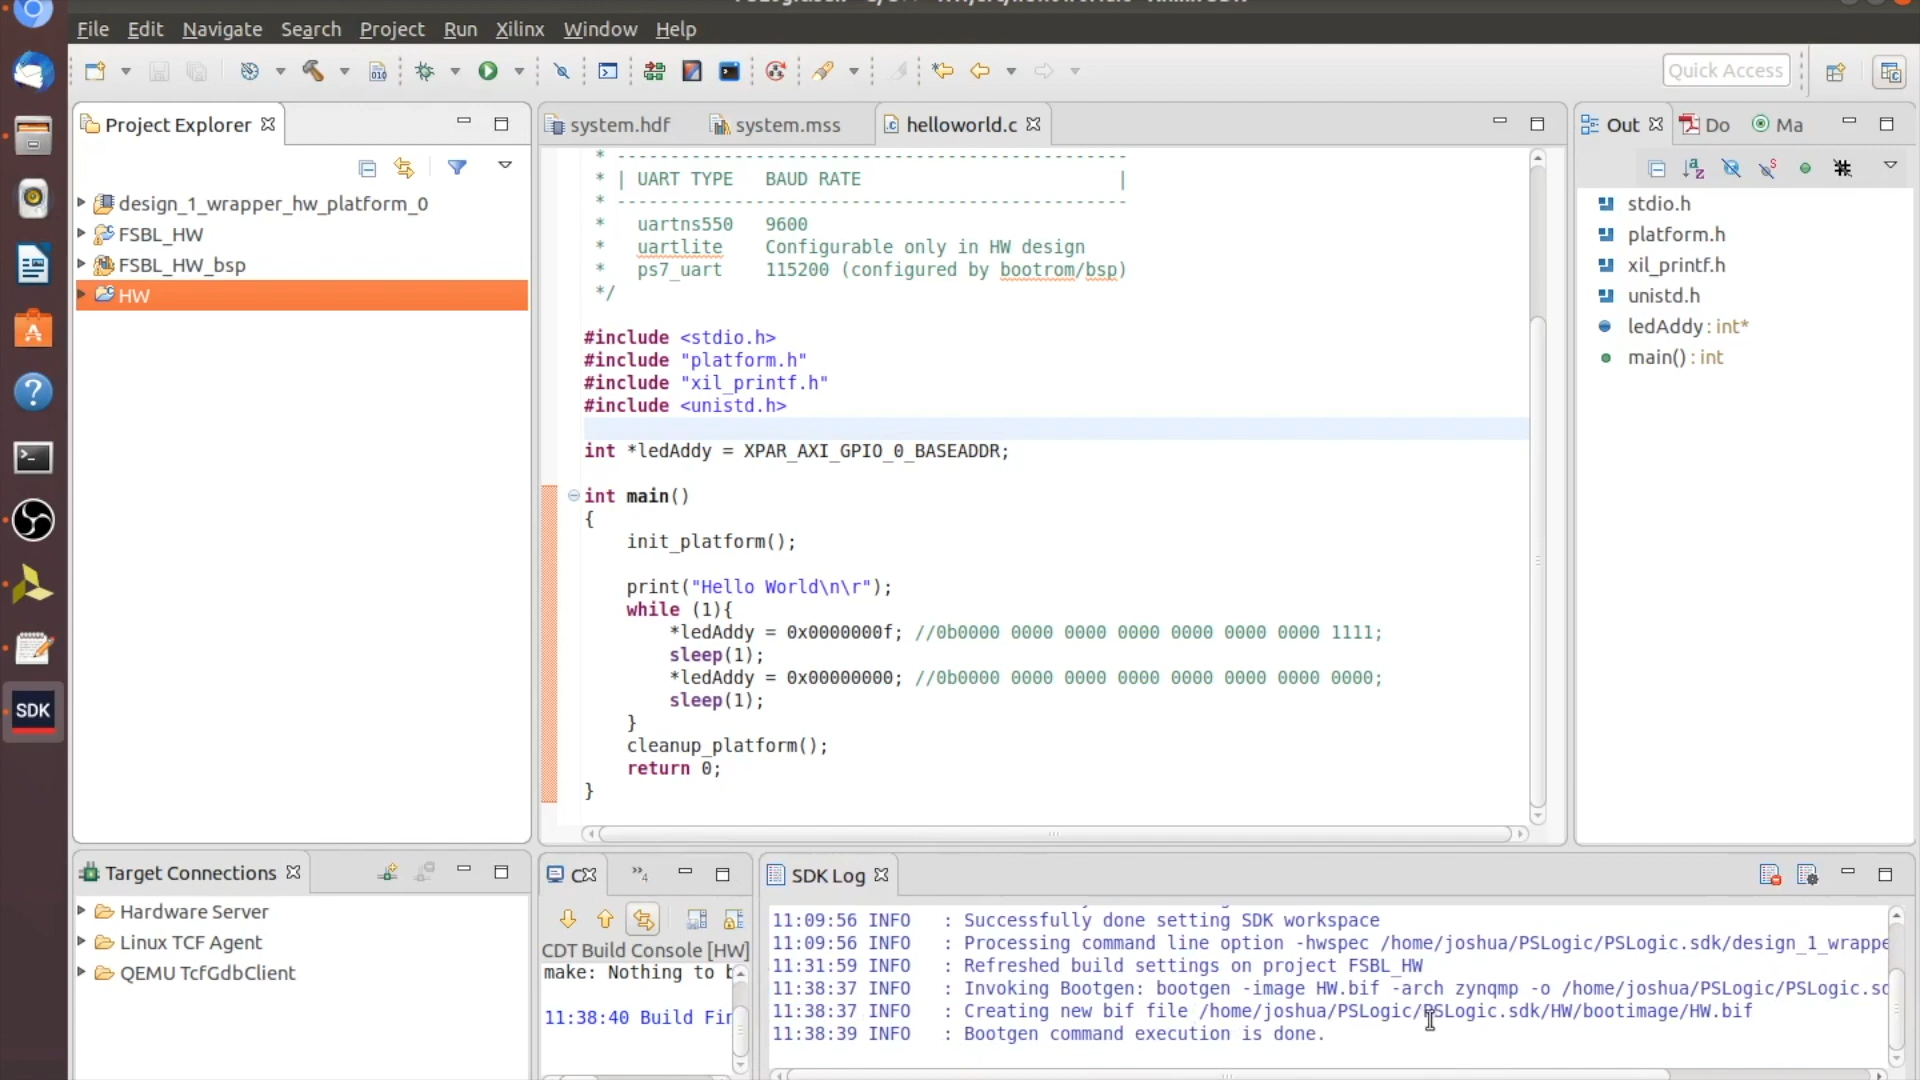 File Edit Navigate Search Project Run Xilinx Window Help
Quick Access
Project Explorer
design_1_wrapper_hw_platform_0
FSBL_HW
FSBL_HW_bsp
HW
system.hdf system.mss helloworld.c
* ------------------------------------------------
* | UART TYPE   BAUD RATE                        |
* ------------------------------------------------
*   uartns550   9600
*   uartlite    Configurable only in HW design
*   ps7_uart    115200 (configured by bootrom/bsp)
*/
#include <stdio.h>
#include "platform.h"
#include "xil_printf.h"
#include <unistd.h>
int *ledAddy = XPAR_AXI_GPIO_0_BASEADDR;
int main()
{
init_platform();
print("Hello World\n\r");
while (1){
*ledAddy = 0x0000000f; //0b0000 0000 0000 0000 0000 0000 0000 1111;
sleep(1);
*ledAddy = 0x00000000; //0b0000 0000 0000 0000 0000 0000 0000 0000;
sleep(1);
}
cleanup_platform();
return 0;
}
Out Do Ma
stdio.h
platform.h
xil_printf.h
unistd.h
ledAddy : int*
main() : int
Target Connections
Hardware Server
Linux TCF Agent
QEMU TcfGdbClient
C
»4
CDT Build Console [HW]
make: Nothing to b
11:38:40 Build Fin
SDK Log
11:09:56 INFO : Successfully done setting SDK workspace
11:09:56 INFO : Processing command line option -hwspec /home/joshua/PSLogic/PSLogic.sdk/design_1_wrappe
11:31:59 INFO : Refreshed build settings on project FSBL_HW
11:38:37 INFO : Invoking Bootgen: bootgen -image HW.bif -arch zynqmp -o /home/joshua/PSLogic/PSLogic.sd
11:38:37 INFO : Creating new bif file /home/joshua/PSLogic/PSLogic.sdk/HW/bootimage/HW.bif
11:38:39 INFO : Bootgen command execution is done.
SDK